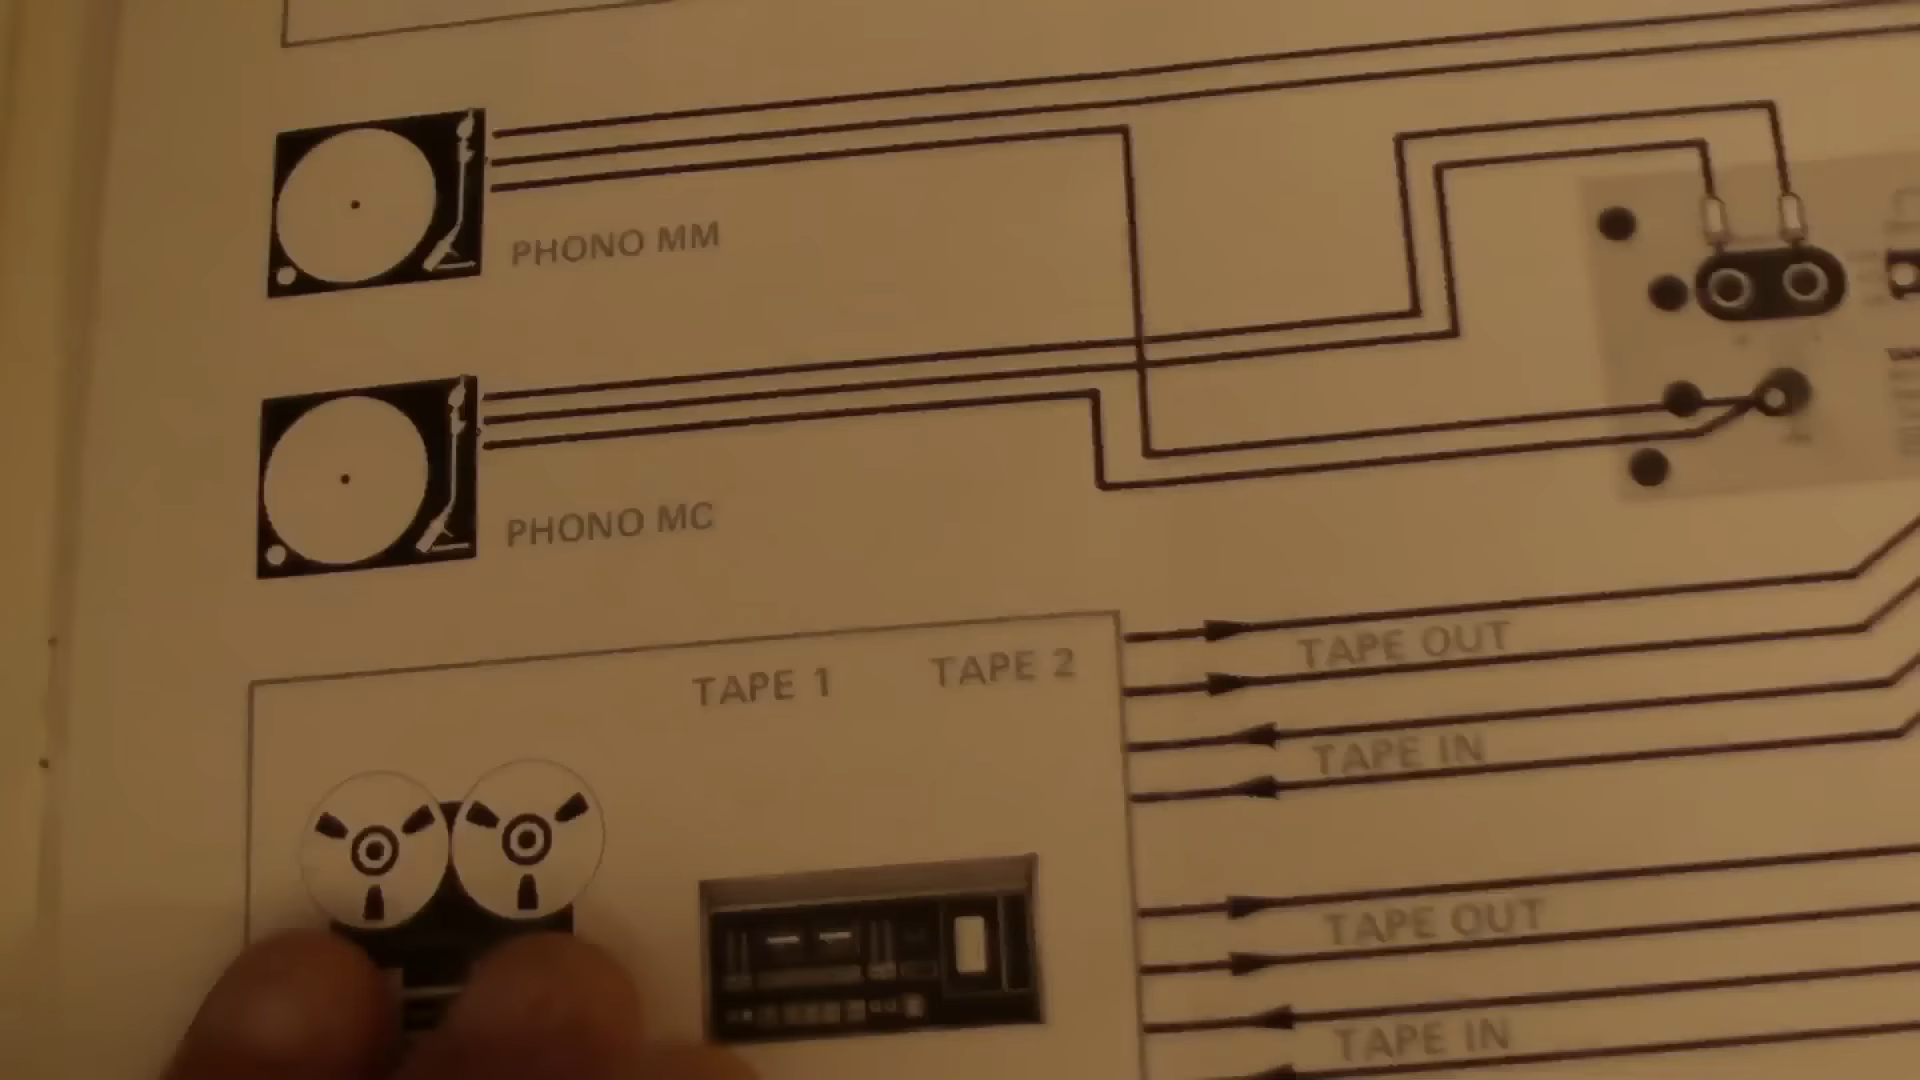 PHONO MM
PHONO MC
TAPE 1
TAPE 2
TAPE OUT
TAPE IN
TAPE OUT
TAPE IN